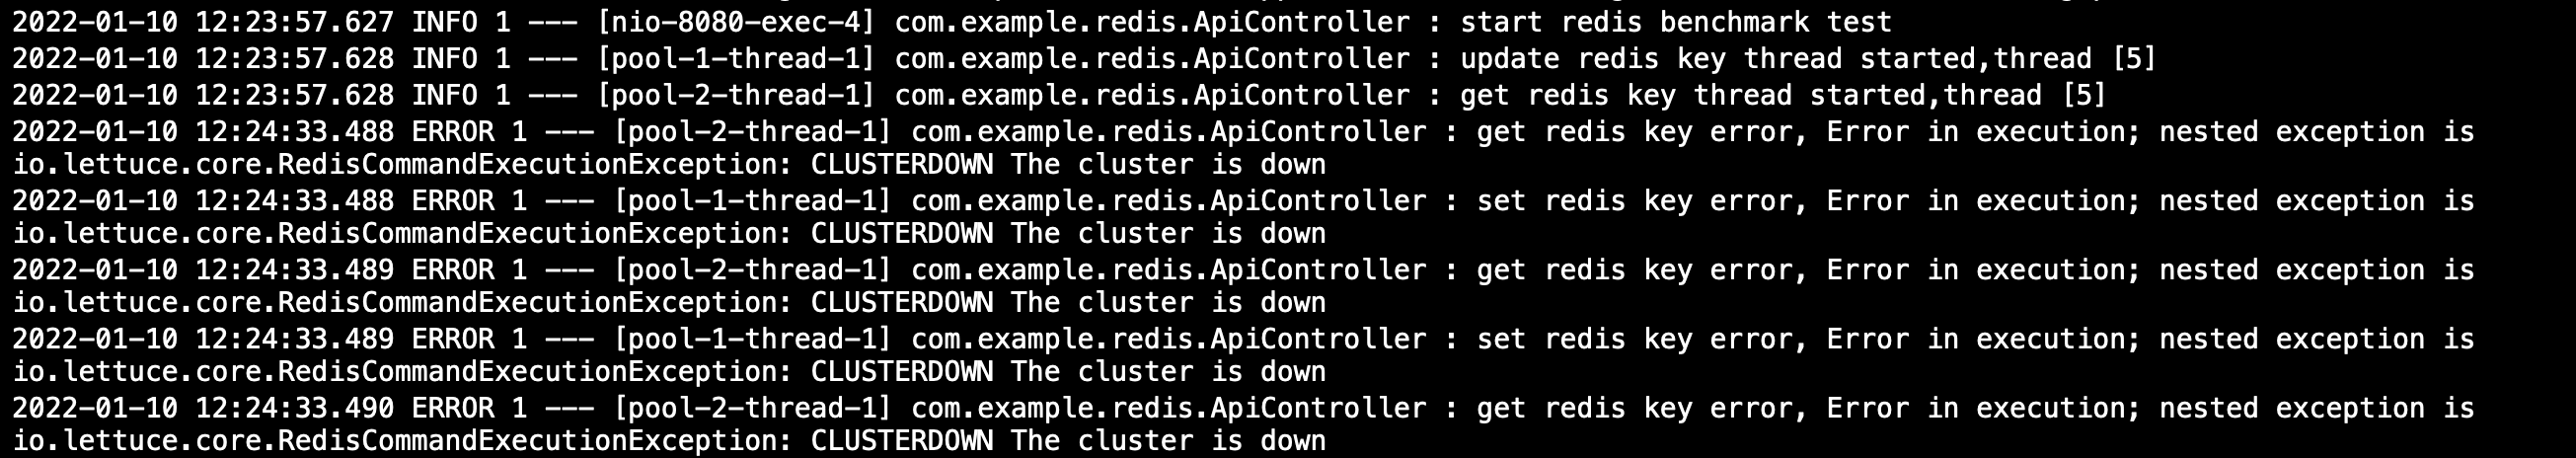 2022-01-10 12:23:57.627 INFO 1 --- [nio-8080-exec-4] com.example.redis.ApiController : start redis benchmark test
2022-01-10 12:23:57.628 INFO 1 --- [pool-1-thread-1] com.example.redis.ApiController : update redis key thread started,thread [5]
2022-01-10 12:23:57.628 INFO 1 --- [pool-2-thread-1] com.example.redis.ApiController : get redis key thread started,thread [5]
2022-01-10 12:24:33.488 ERROR 1 --- [pool-2-thread-1] com.example.redis.ApiController : get redis key error, Error in execution; nested exception is
io.lettuce.core.RedisCommandExecutionException: CLUSTERDOWN The cluster is down
2022-01-10 12:24:33.488 ERROR 1 --- [pool-1-thread-1] com.example.redis.ApiController : set redis key error, Error in execution; nested exception is
io.lettuce.core.RedisCommandExecutionException: CLUSTERDOWN The cluster is down
2022-01-10 12:24:33.489 ERROR 1 --- [pool-2-thread-1] com.example.redis.ApiController : get redis key error, Error in execution; nested exception is
io.lettuce.core.RedisCommandExecutionException: CLUSTERDOWN The cluster is down
2022-01-10 12:24:33.489 ERROR 1 --- [pool-1-thread-1] com.example.redis.ApiController : set redis key error, Error in execution; nested exception is
io.lettuce.core.RedisCommandExecutionException: CLUSTERDOWN The cluster is down
2022-01-10 12:24:33.490 ERROR 1 --- [pool-2-thread-1] com.example.redis.ApiController : get redis key error, Error in execution; nested exception is
io.lettuce.core.RedisCommandExecutionException: CLUSTERDOWN The cluster is down